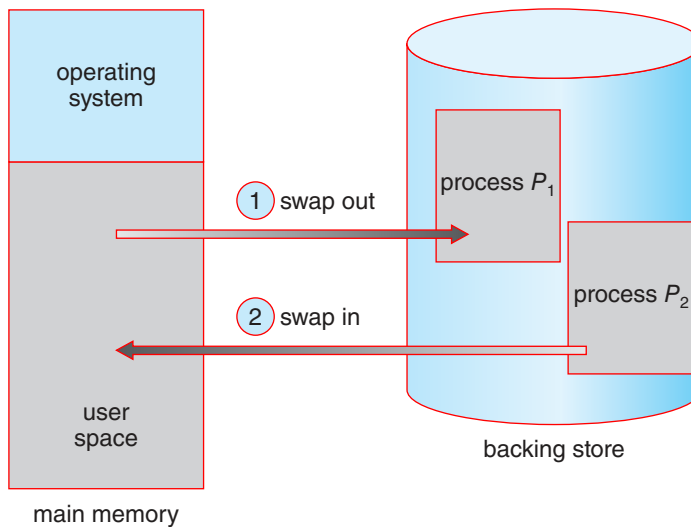 operating
system
process P₁
1 swap out
process P₂
2 swap in
user
space
backing store
main memory